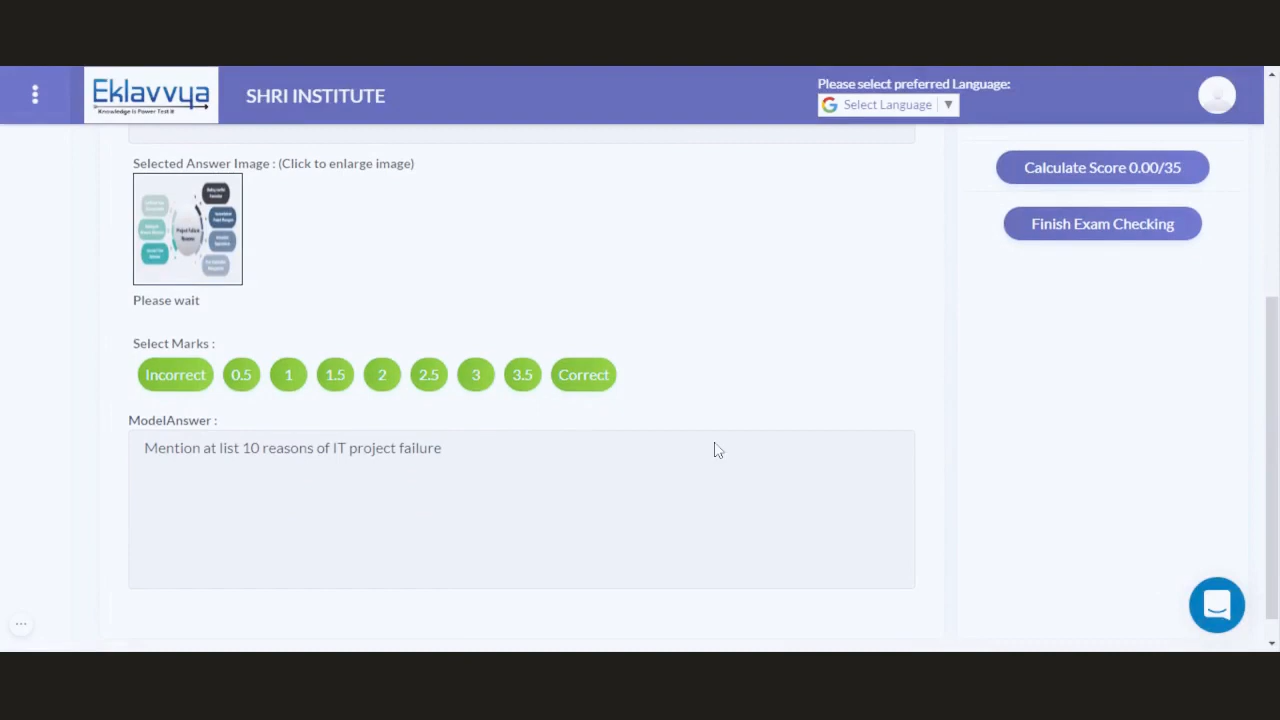 Eklavvya
Knowledge is Power Test It
SHRI INSTITUTE
Please select preferred Language:
Select Language
Selected Answer Image : (Click to enlarge image)
Please wait
Select Marks :
Incorrect 0.5 1 1.5 2 2.5 3 3.5 Correct
ModelAnswer :
Mention at list 10 reasons of IT project failure
Calculate Score 0.00/35
Finish Exam Checking